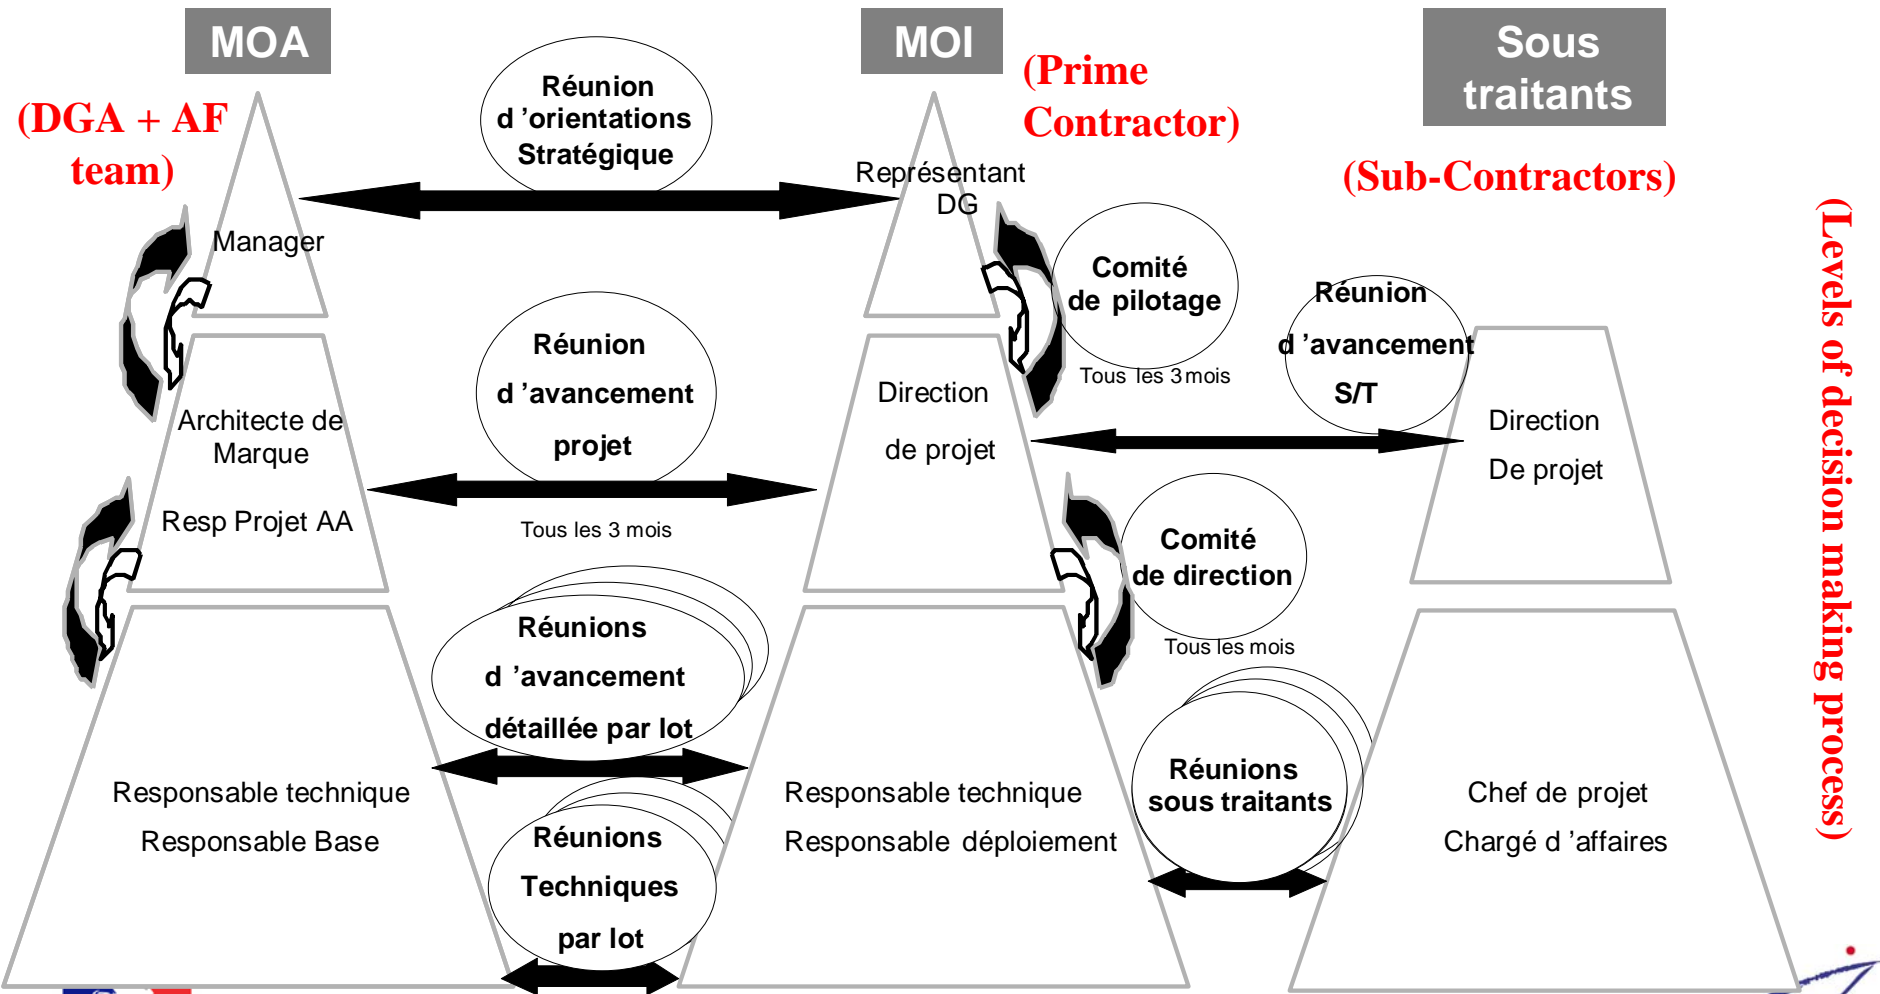 MOA
MOI
Sous
traitants
(DGA + AF
team)
Réunion
d ’orientations
Stratégique
(Prime
Contractor)
(Sub-Contractors)
Manager
Représentant
DG
Comité
de pilotage
Tous les 3 mois
Réunion
d ’avancement
S/T
Réunion
d ’avancement
projet
Tous les 3 mois
Architecte de
Marque
Resp Projet AA
Direction
de projet
Direction
De projet
Comité
de direction
Tous les mois
Réunions
d ’avancement
détaillée par lot
Responsable technique
Responsable Base
Réunions
Techniques
par lot
Responsable technique
Responsable déploiement
Réunions
sous traitants
Chef de projet
Chargé d ’affaires
(Levels of decision making process)